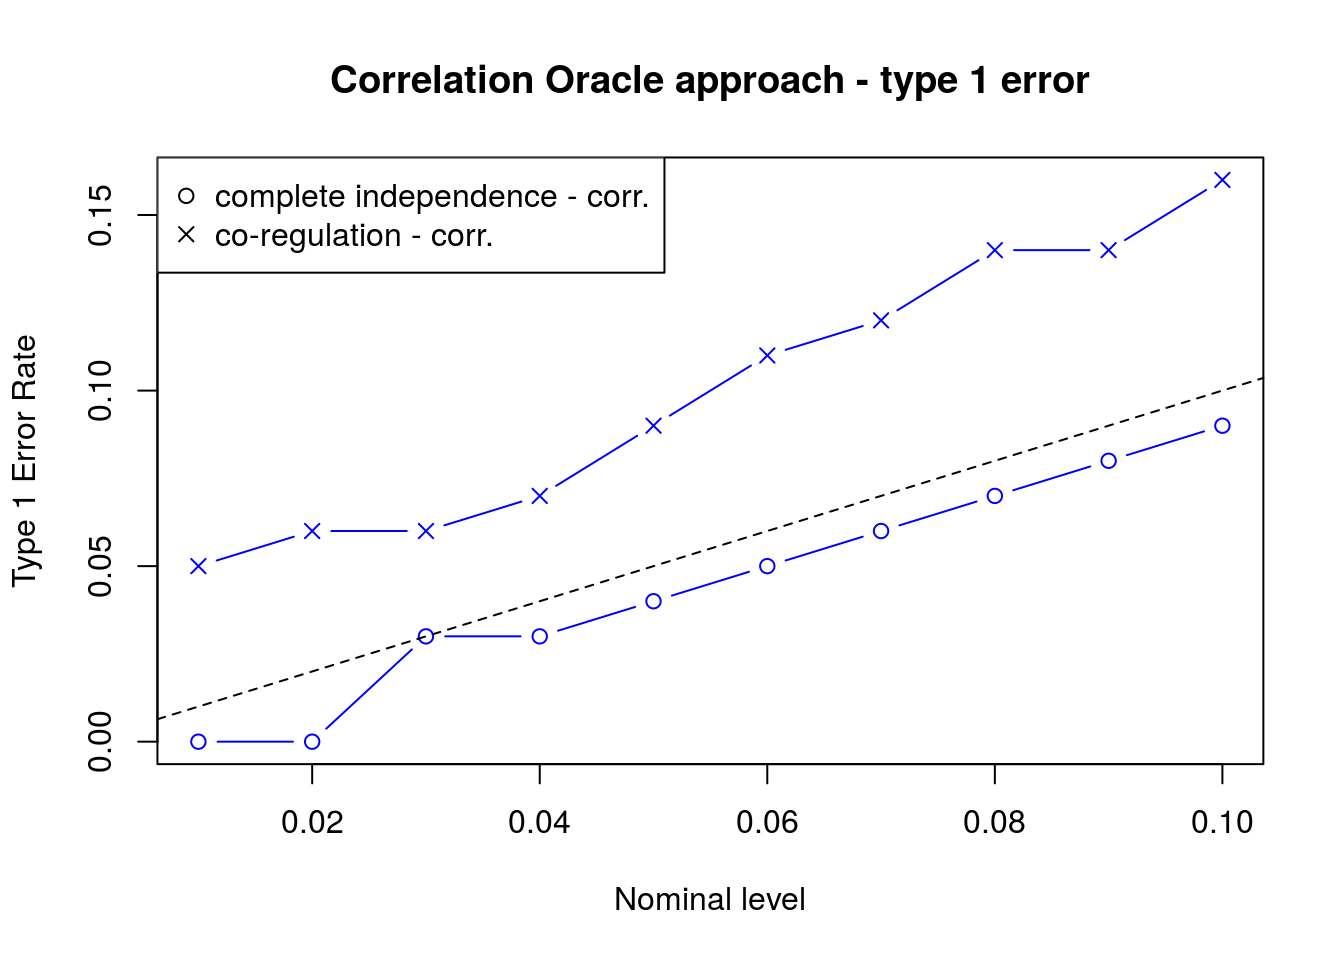 Correlation Oracle approach - type 1 error
complete independence - corr.
co-regulation - corr.
Type 1 Error Rate
0.15
0.10
0.05
0.00
0.02
0.04
0.06
0.08
0.10
Nominal level